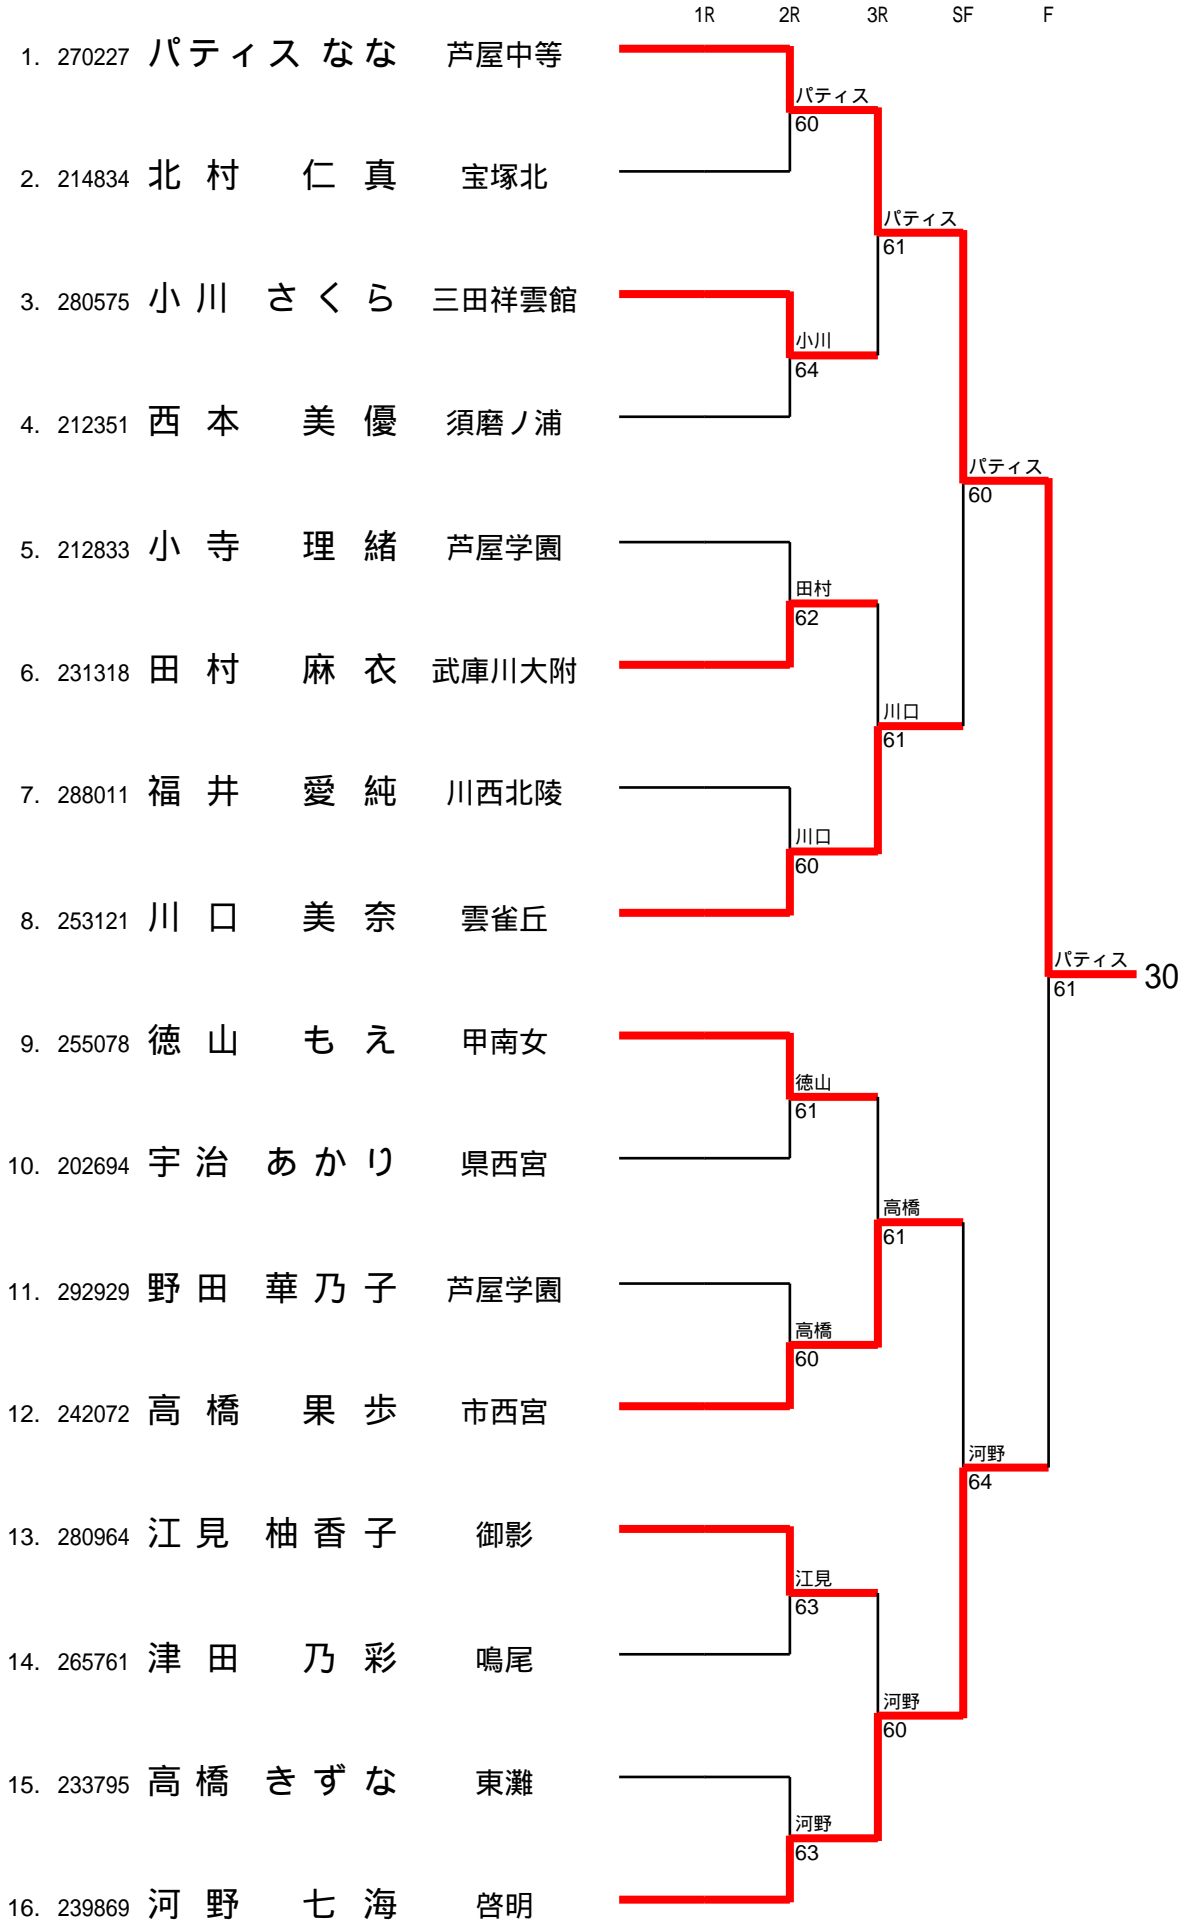 1R 2R 3R SF F
1. 270227 パティス なな 芦屋中等
パティス
60
2. 214834 北村 仁真 宝塚北
パティス
61
3. 280575 小川 さくら 三田祥雲館
小川
64
4. 212351 西本 美優 須磨ノ浦
パティス
60
5. 212833 小寺 理緒 芦屋学園
田村
62
6. 231318 田村 麻衣 武庫川大附
川口
61
7. 288011 福井 愛純 川西北陵
川口
60
8. 253121 川口 美奈 雲雀丘
パティス
61
30
9. 255078 徳山 もえ 甲南女
徳山
61
10. 202694 宇治 あかり 県西宮
高橋
61
11. 292929 野田 華乃子 芦屋学園
高橋
60
12. 242072 高橋 果歩 市西宮
河野
64
13. 280964 江見 柚香子 御影
江見
63
14. 265761 津田 乃彩 鳴尾
河野
60
15. 233795 高橋 きずな 東灘
河野
63
16. 239869 河野 七海 啓明